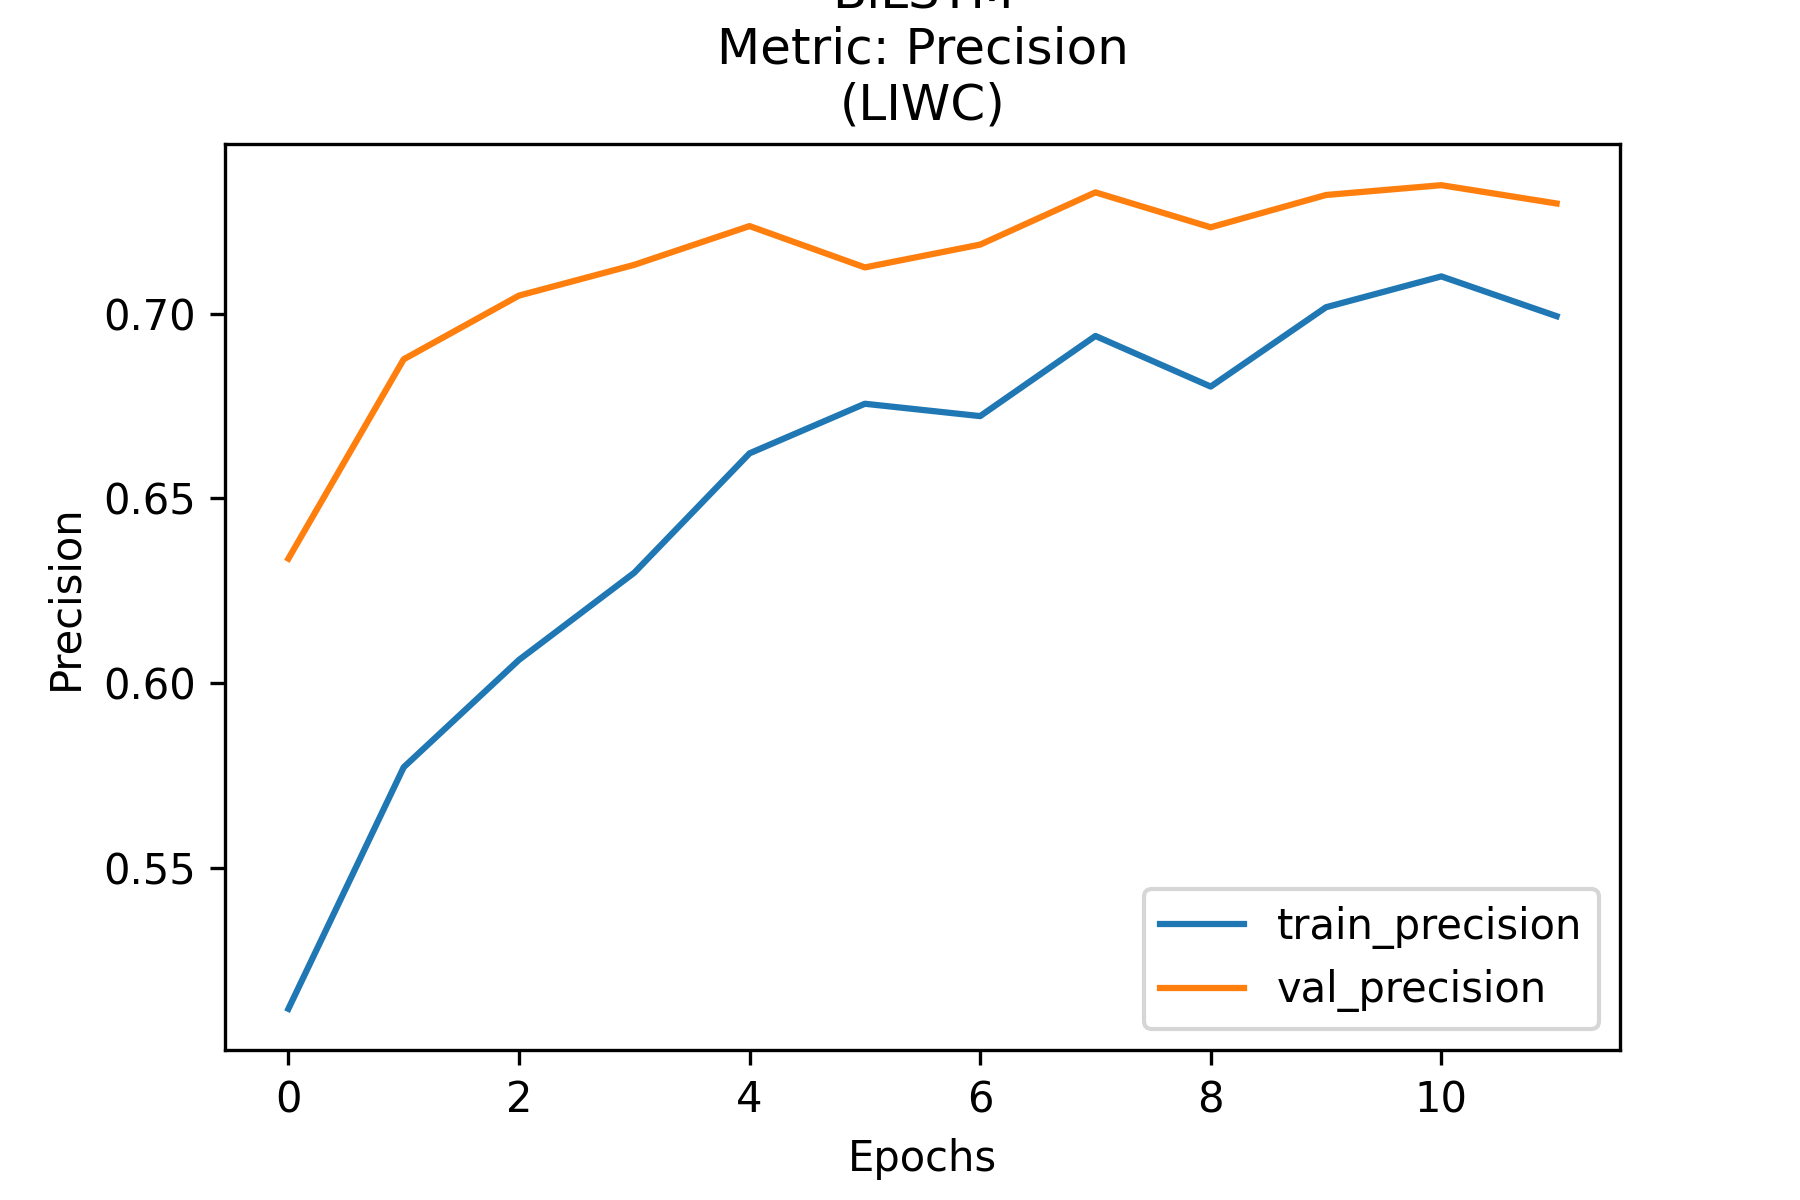 BiLSTM
Metric: Precision
(LIWC)
Precision
0.70
0.65
0.60
0.55
0 2 4 6 8 10
Epochs
train_precision
val_precision